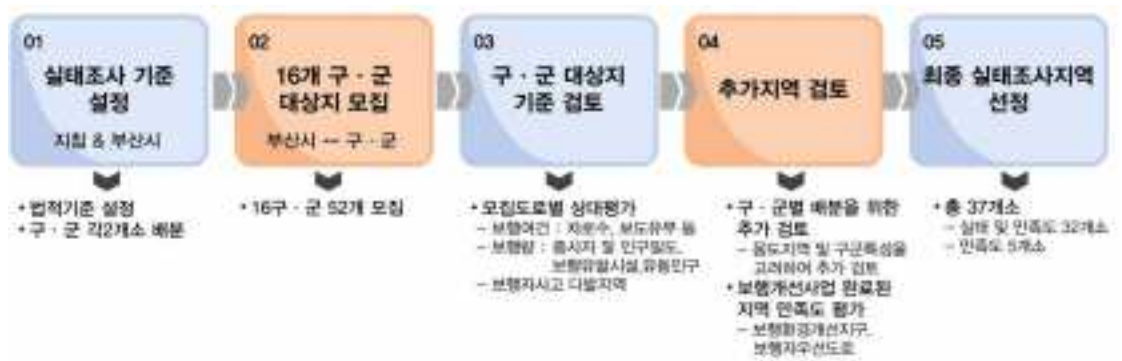 01
실태조사 기준
설정
지침 & 부산시
02
16개 구 · 군
대상지 모집
부산시 ↔ 구 · 군
03
구 · 군 대상지
기준 검토
04
추가지역 검토
05
최종 실태조사지역
선정
• 법적기준 설정
• 구 · 군 각2개소 배분
• 16구 · 군 52개 모집
• 모집도로별 상대평가
– 보행여건 : 차로수, 보도유무 등
– 보행량 : 종사자 및 인구밀도,
보행유발시설,유동인구
– 보행자사고 다발지역
• 구 · 군별 배분을 위한
추가 검토
– 용도지역 및 구군특성을
고려하여 추가 검토
• 보행개선사업 완료된
지역 만족도 평가
– 보행환경개선지구,
보행자우선도로
• 총 37개소
– 실태 및 만족도 32개소
– 만족도 5개소